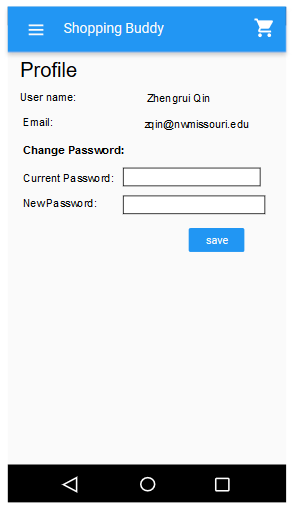 Shopping Buddy
Profile
User name: Zhengrui Qin
Email: zqin@nwmissouri.edu
Change Password:
Current Password:
NewPassword:
save